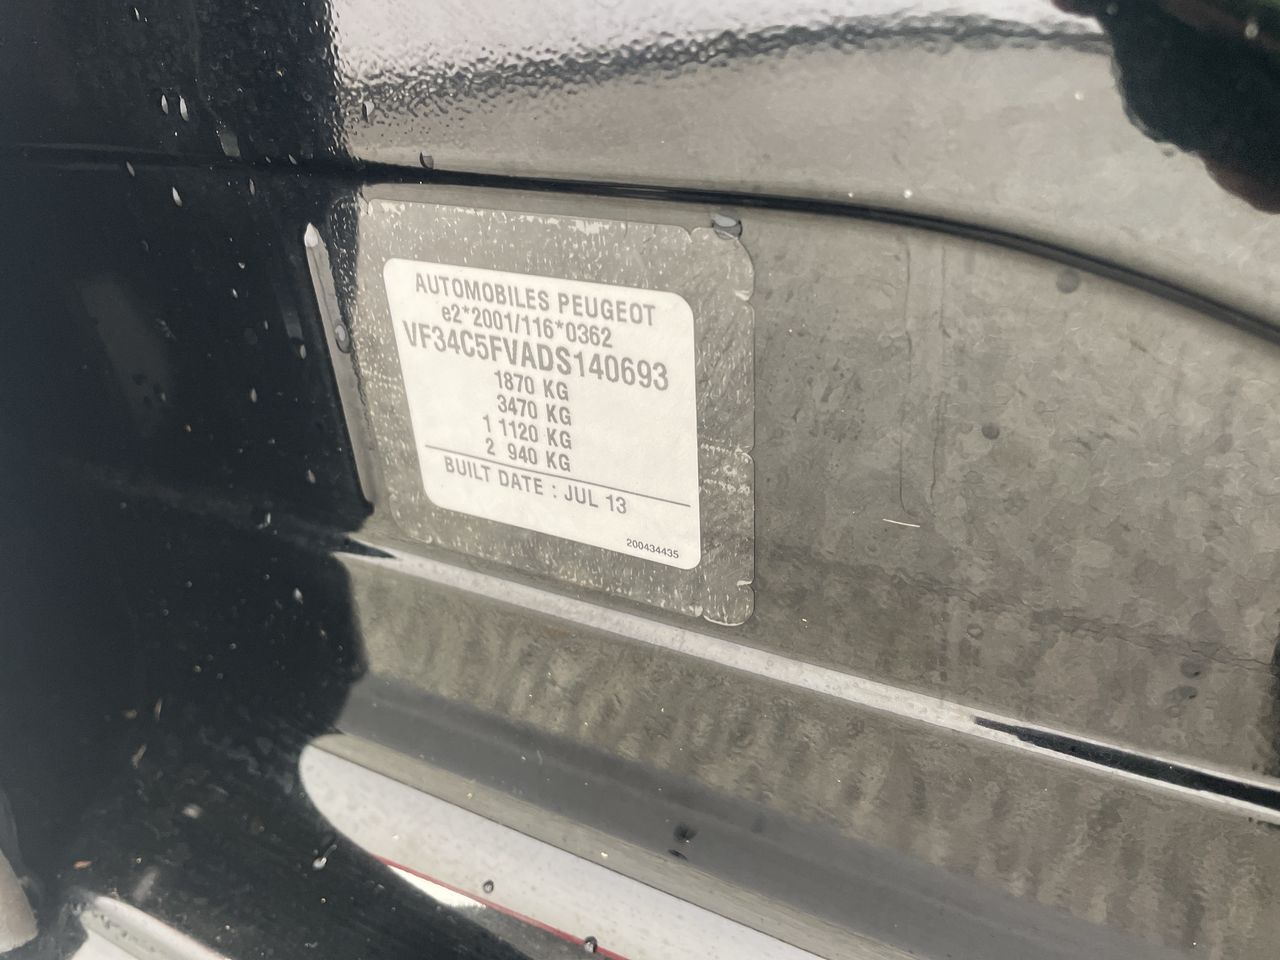 AUTOMOBILES PEUGEOT
e2*2001/116*0362
VF34C5FVADS140693
1870 KG
3470 KG
1 1120 KG
2 940 KG
BUILT DATE : JUL 13
200434435